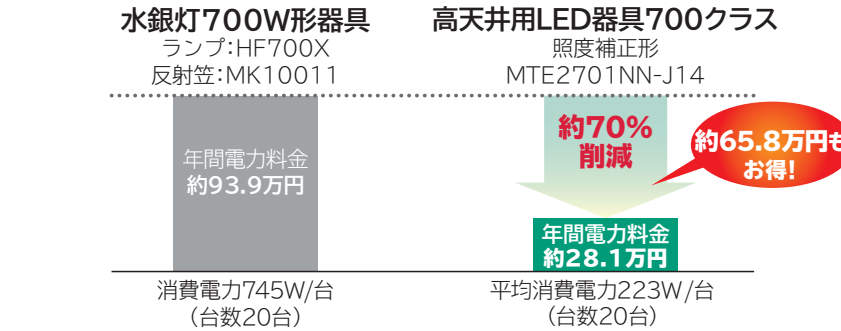 水銀灯700W形器具
ランプ:HF700X
反射笠:MK10011
年間電力料金
約93.9万円
消費電力745W/台
(台数20台)
高天井用LED器具700クラス
照度補正形
MTE2701NN-J14
約70%
削減
約65.8万円も
お得!
年間電力料金
約28.1万円
平均消費電力223W/台
(台数20台)